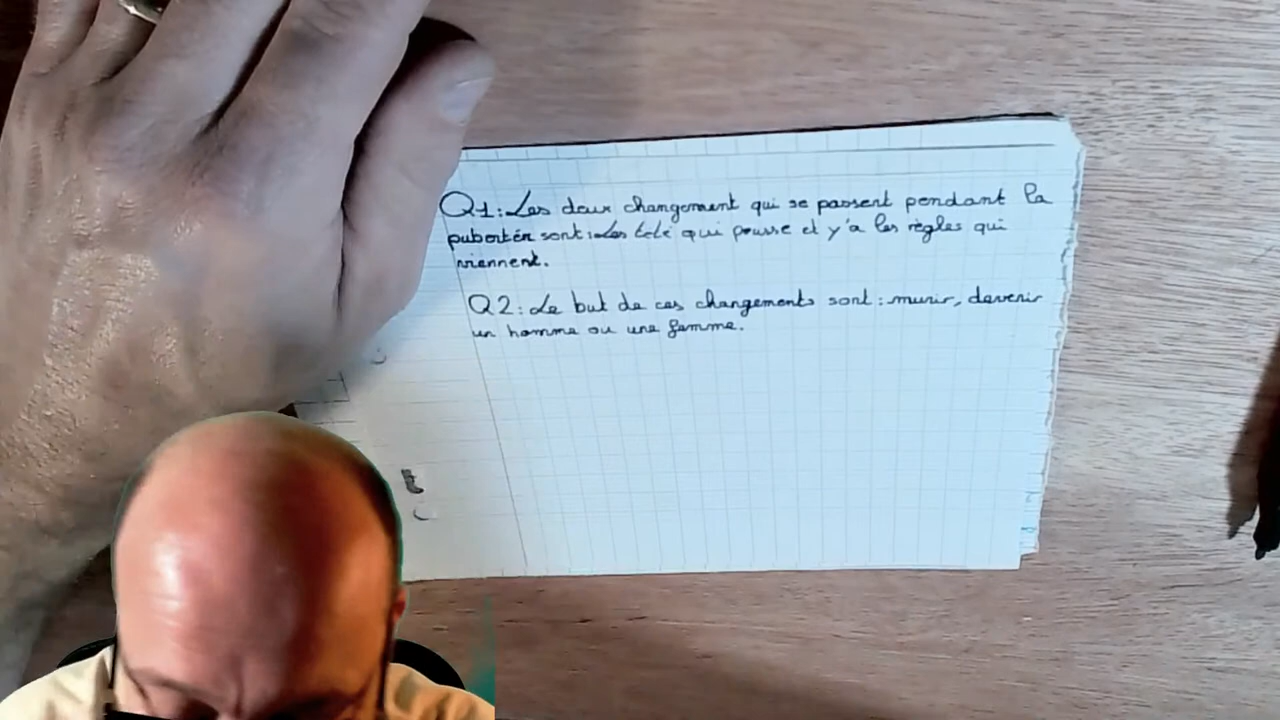 Q1: Les deux changement qui se passent pendant la
pubertér sont : Les tété qui pousse et y'a les règles qui
viennent.
Q2: Le but de ces changements sont : murir, devenir
un homme ou une femme.